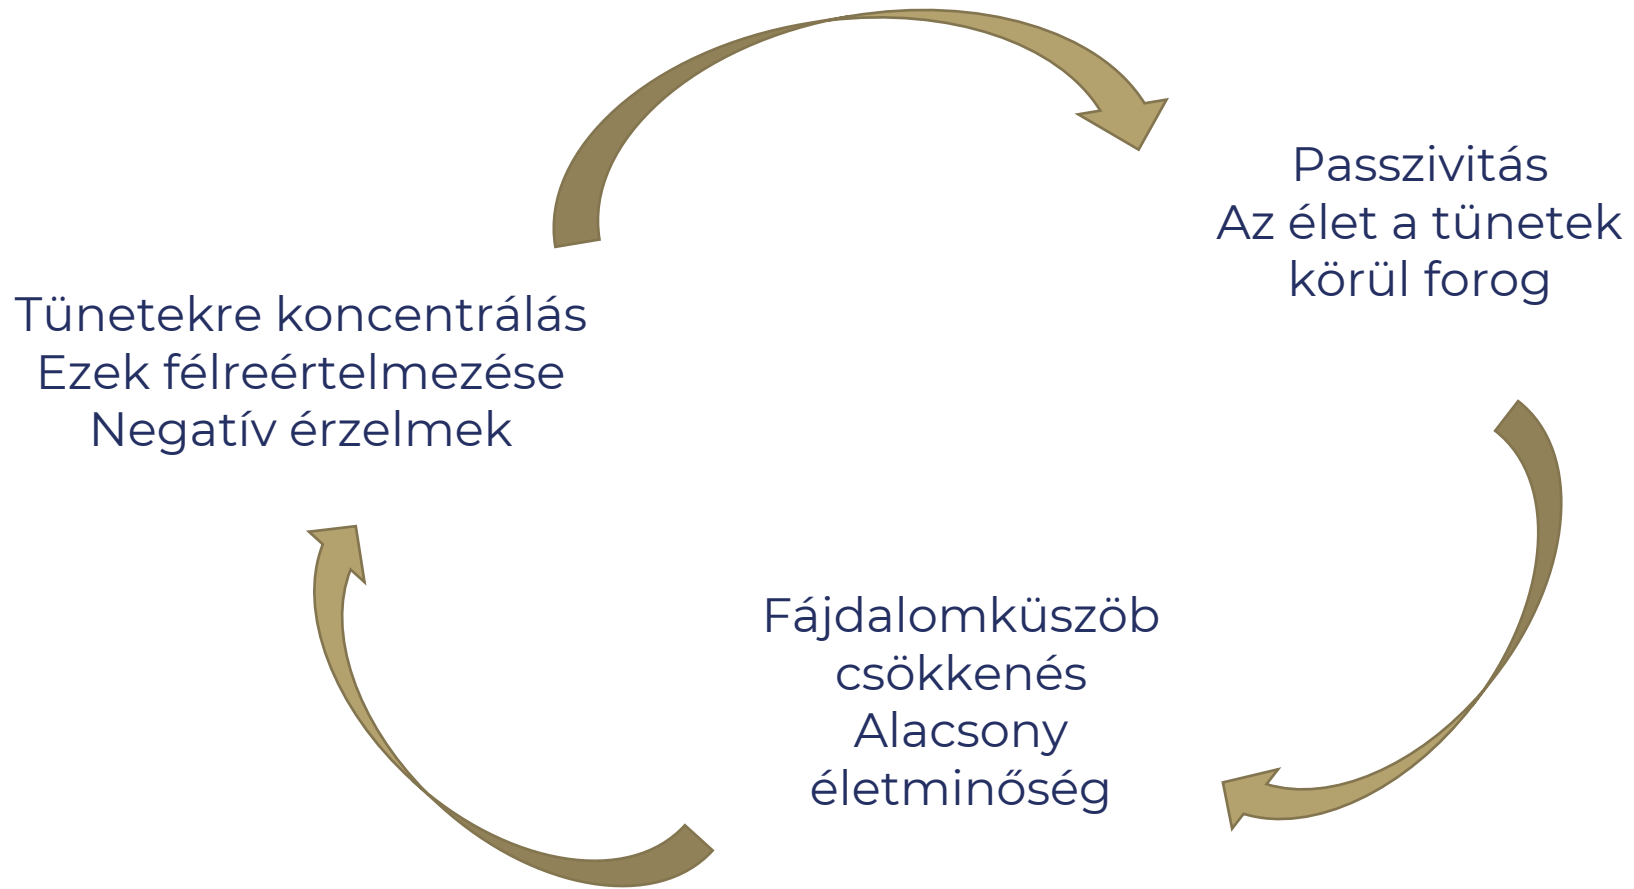 Tünetekre koncentrálás
Ezek félreértelmezése
Negatív érzelmek
Passzivitás
Az élet a tünetek
körül forog
Fájdalomküszöb
csökkenés
Alacsony
életminőség